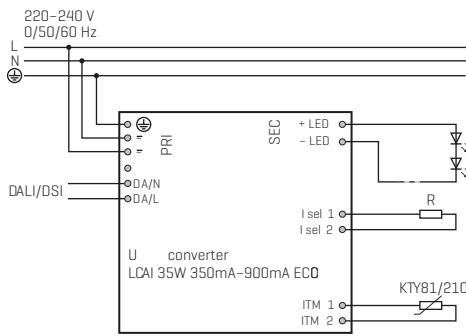 220–240 V
0/50/60 Hz
L
N
PRI
SEC
+ LED
– LED
DALI/DSI
DA/N
DA/L
I sel 1
I sel 2
R
U converter
LCAI 35W 350mA–900mA ECO
ITM 1
ITM 2
KTY81/210